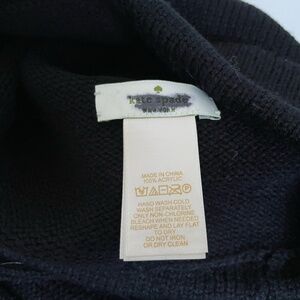 kate spade
NEW YORK
MADE IN CHINA
100% ACRYLIC
HAND WASH COLD
WASH SEPARATELY
ONLY NON-CHLORINE
BLEACH WHEN NEEDED
RESHAPE AND LAY FLAT
TO DRY
DO NOT IRON
OR DRY CLEAN